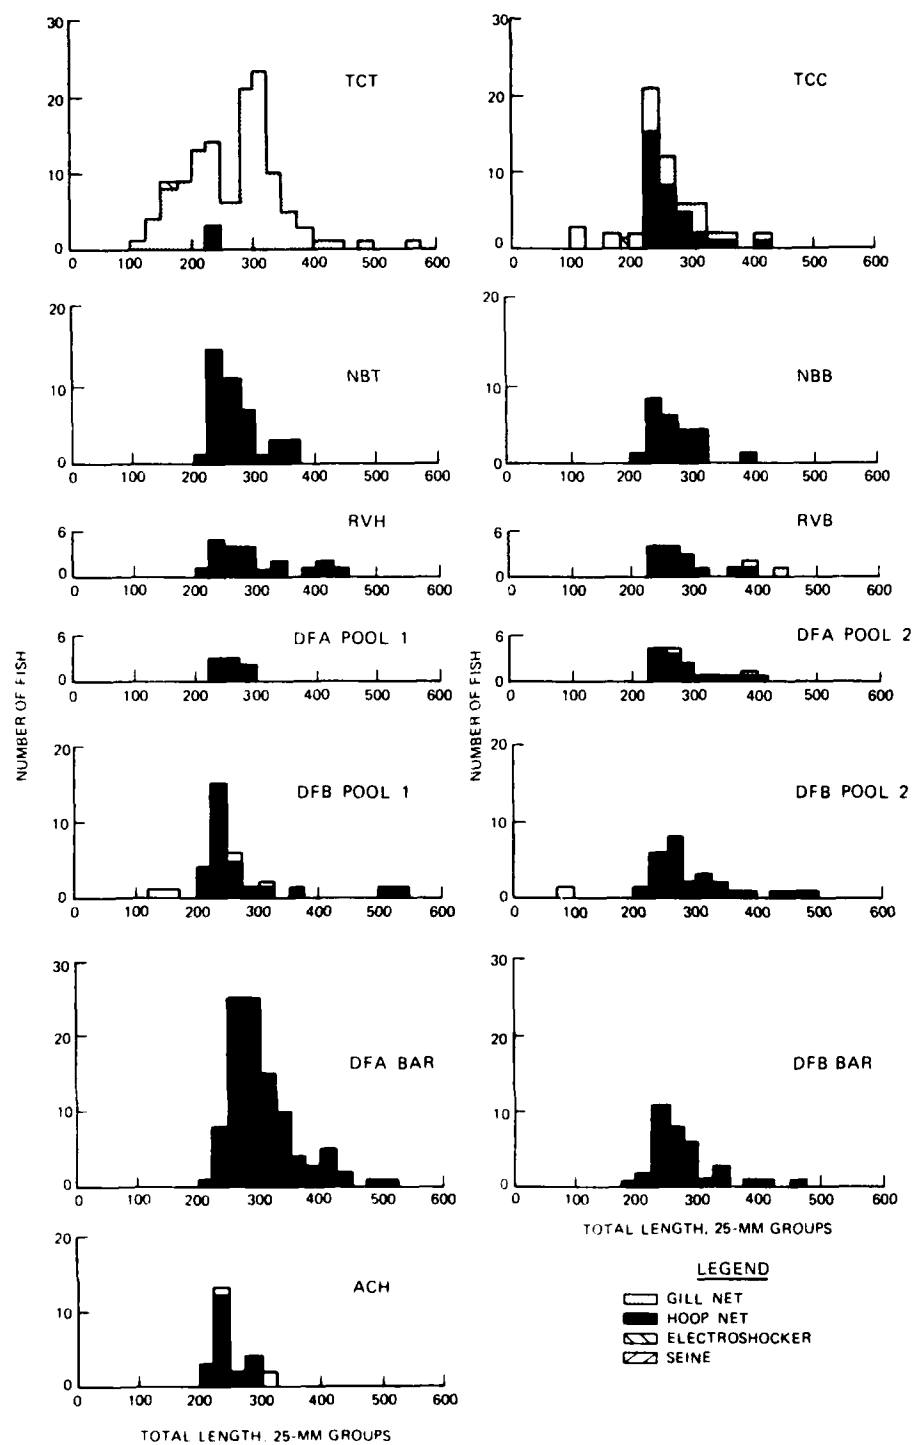 30
20
10
0
TCT
0 100 200 300 400 500 600
30
20
10
0
TCC
0 100 200 300 400 500 600
20
10
0
NBT
0 100 200 300 400 500 600
20
10
0
NBB
0 100 200 300 400 500 600
RVH
6
0
0 100 200 300 400 500 600
RVB
6
0
0 100 200 300 400 500 600
DFA POOL 1
6
0
0 100 200 300 400 500 600
DFA POOL 2
6
0
0 100 200 300 400 500 600
NUMBER OF FISH
NUMBER OF FISH
20
10
0
DFB POOL 1
0 100 200 300 400 500 600
20
10
0
DFB POOL 2
0 100 200 300 400 500 600
30
20
10
0
DFA BAR
0 100 200 300 400 500 600
30
20
10
0
DFB BAR
0 100 200 300 400 500 600
TOTAL LENGTH, 25-MM GROUPS
20
10
0
ACH
0 100 200 300 400 500 600
TOTAL LENGTH, 25-MM GROUPS
LEGEND
GILL NET
HOOP NET
ELECTROSHOCKER
SEINE